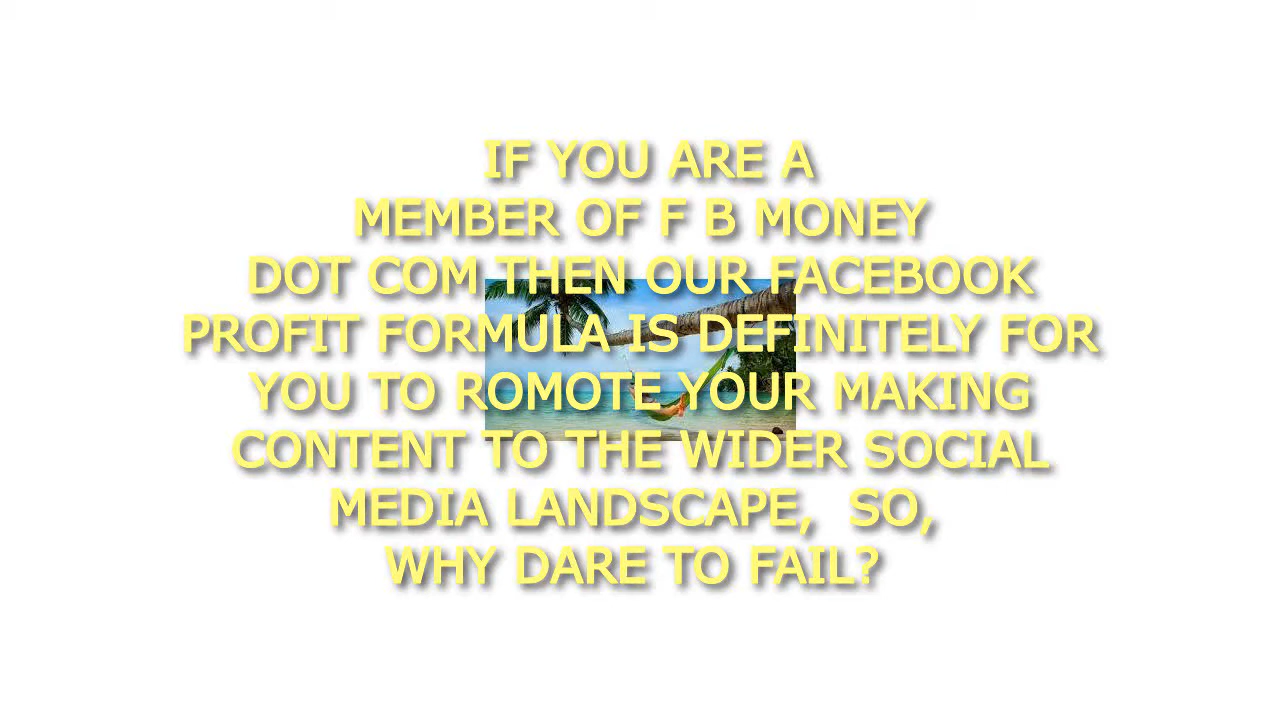 IF YOU ARE A
MEMBER OF F B MONEY
DOT COM THEN OUR FACEBOOK
PROFIT FORMULA IS DEFINITELY FOR
YOU TO ROMOTE YOUR MAKING
CONTENT TO THE WIDER SOCIAL
MEDIA LANDSCAPE, SO,
WHY DARE TO FAIL?